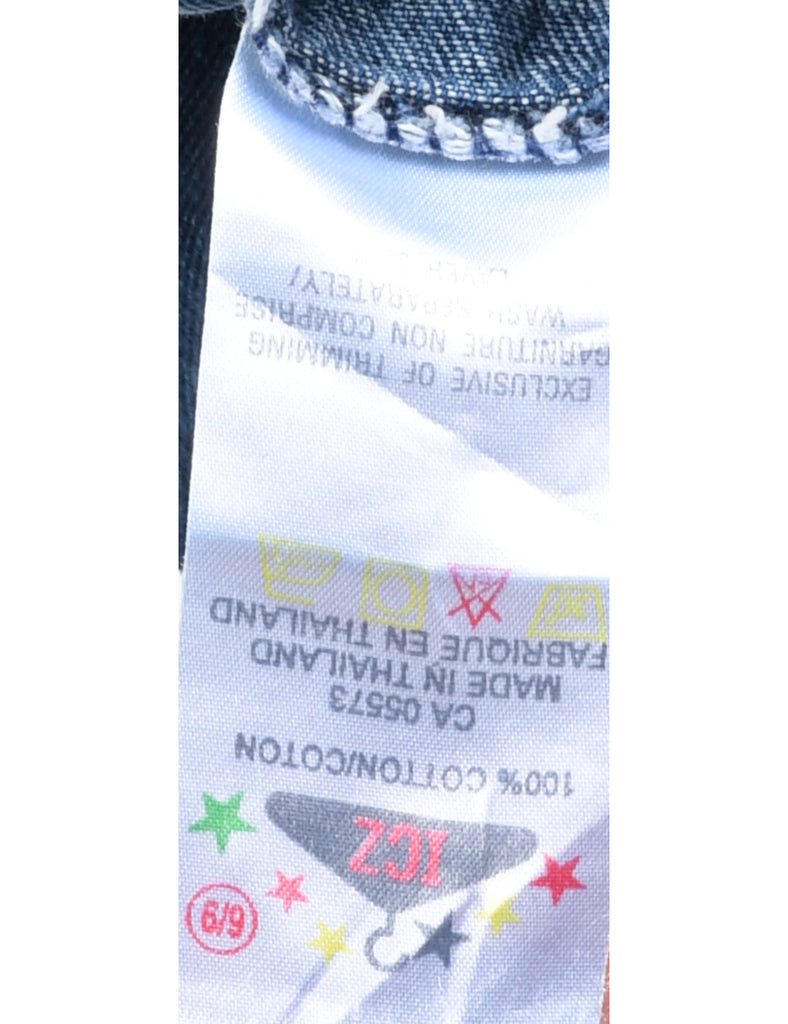 6/9
ICZ
100% COTTON/COTON
CA 05573
MADE IN THAILAND
FABRIQUE EN THAILAND
EXCLUSIVE OF TRIMMING
GARNITURE NON COMPRISE
WASH SEPARATELY/
LAVER